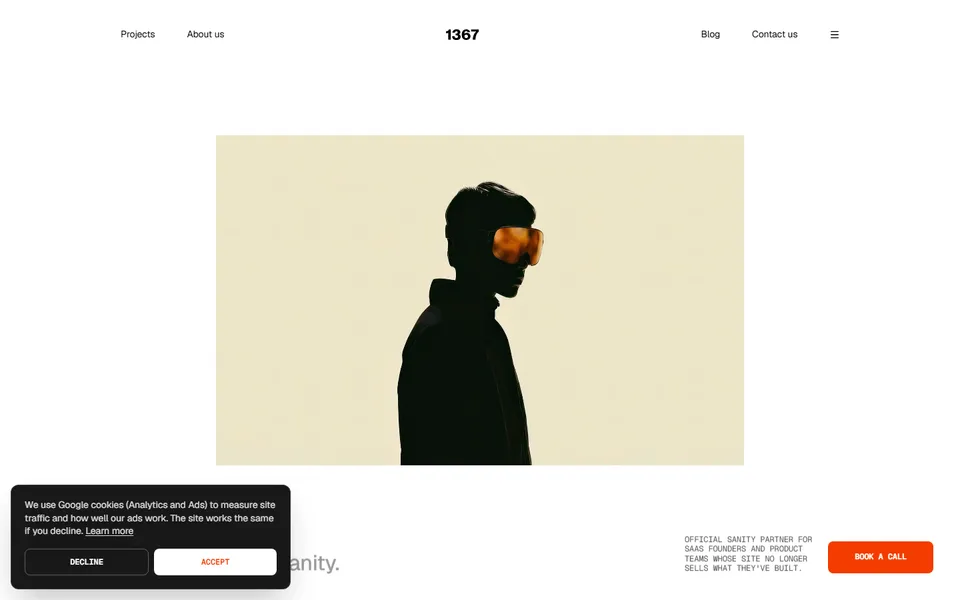 Projects
About us
1367
Blog
Contact us
We use Google cookies (Analytics and Ads) to measure site
traffic and how well our ads work. The site works the same
if you decline. Learn more
DECLINE
ACCEPT
anity.
OFFICIAL SANITY PARTNER FOR
SAAS FOUNDERS AND PRODUCT
TEAMS WHOSE SITE NO LONGER
SELLS WHAT THEY'VE BUILT.
BOOK A CALL